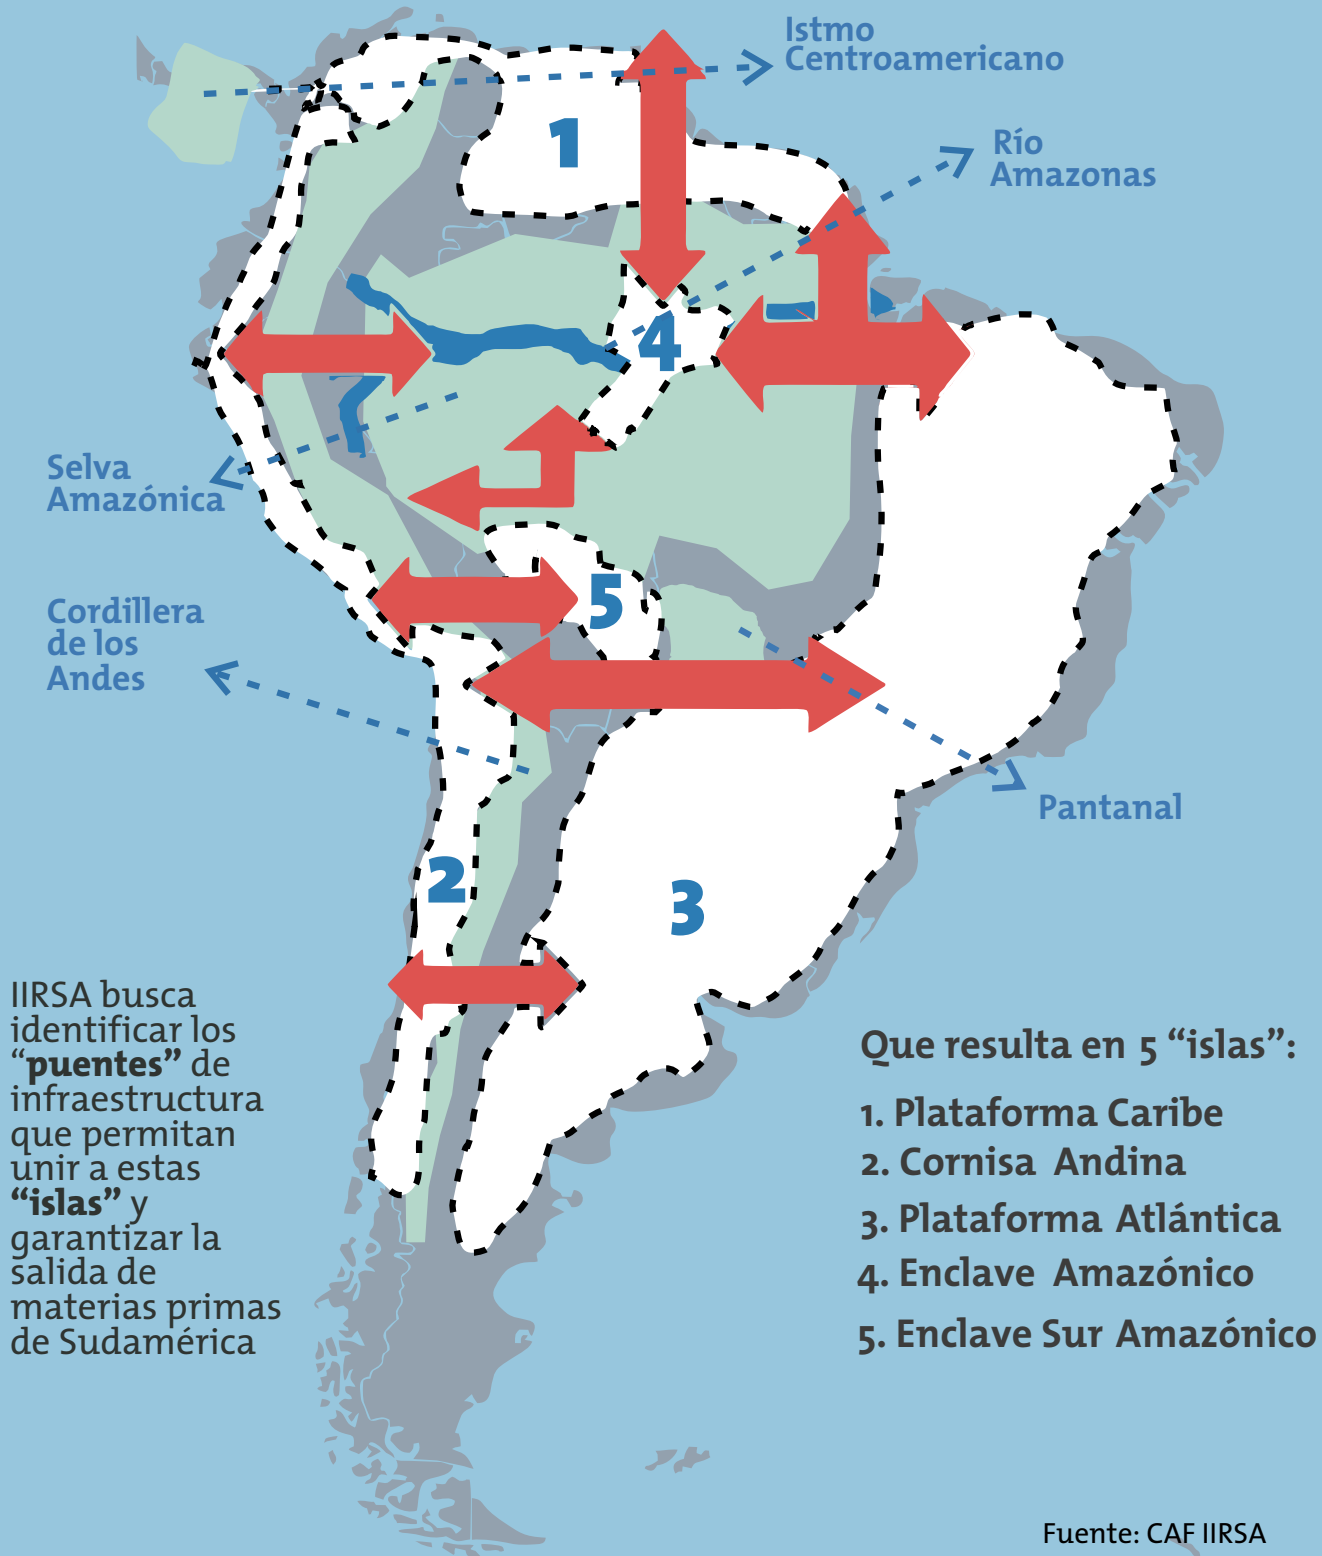 Istmo
Centroamericano
Río
Amazonas
1
4
Selva
Amazónica
5
Cordillera
de los
Andes
Pantanal
2
3
IIRSA busca
identificar los
“puentes” de
infraestructura
que permitan
unir a estas
“islas” y
garantizar la
salida de
materias primas
de Sudamérica
Que resulta en 5 “islas”:
1. Plataforma Caribe
2. Cornisa Andina
3. Plataforma Atlántica
4. Enclave Amazónico
5. Enclave Sur Amazónico
Fuente: CAF IIRSA